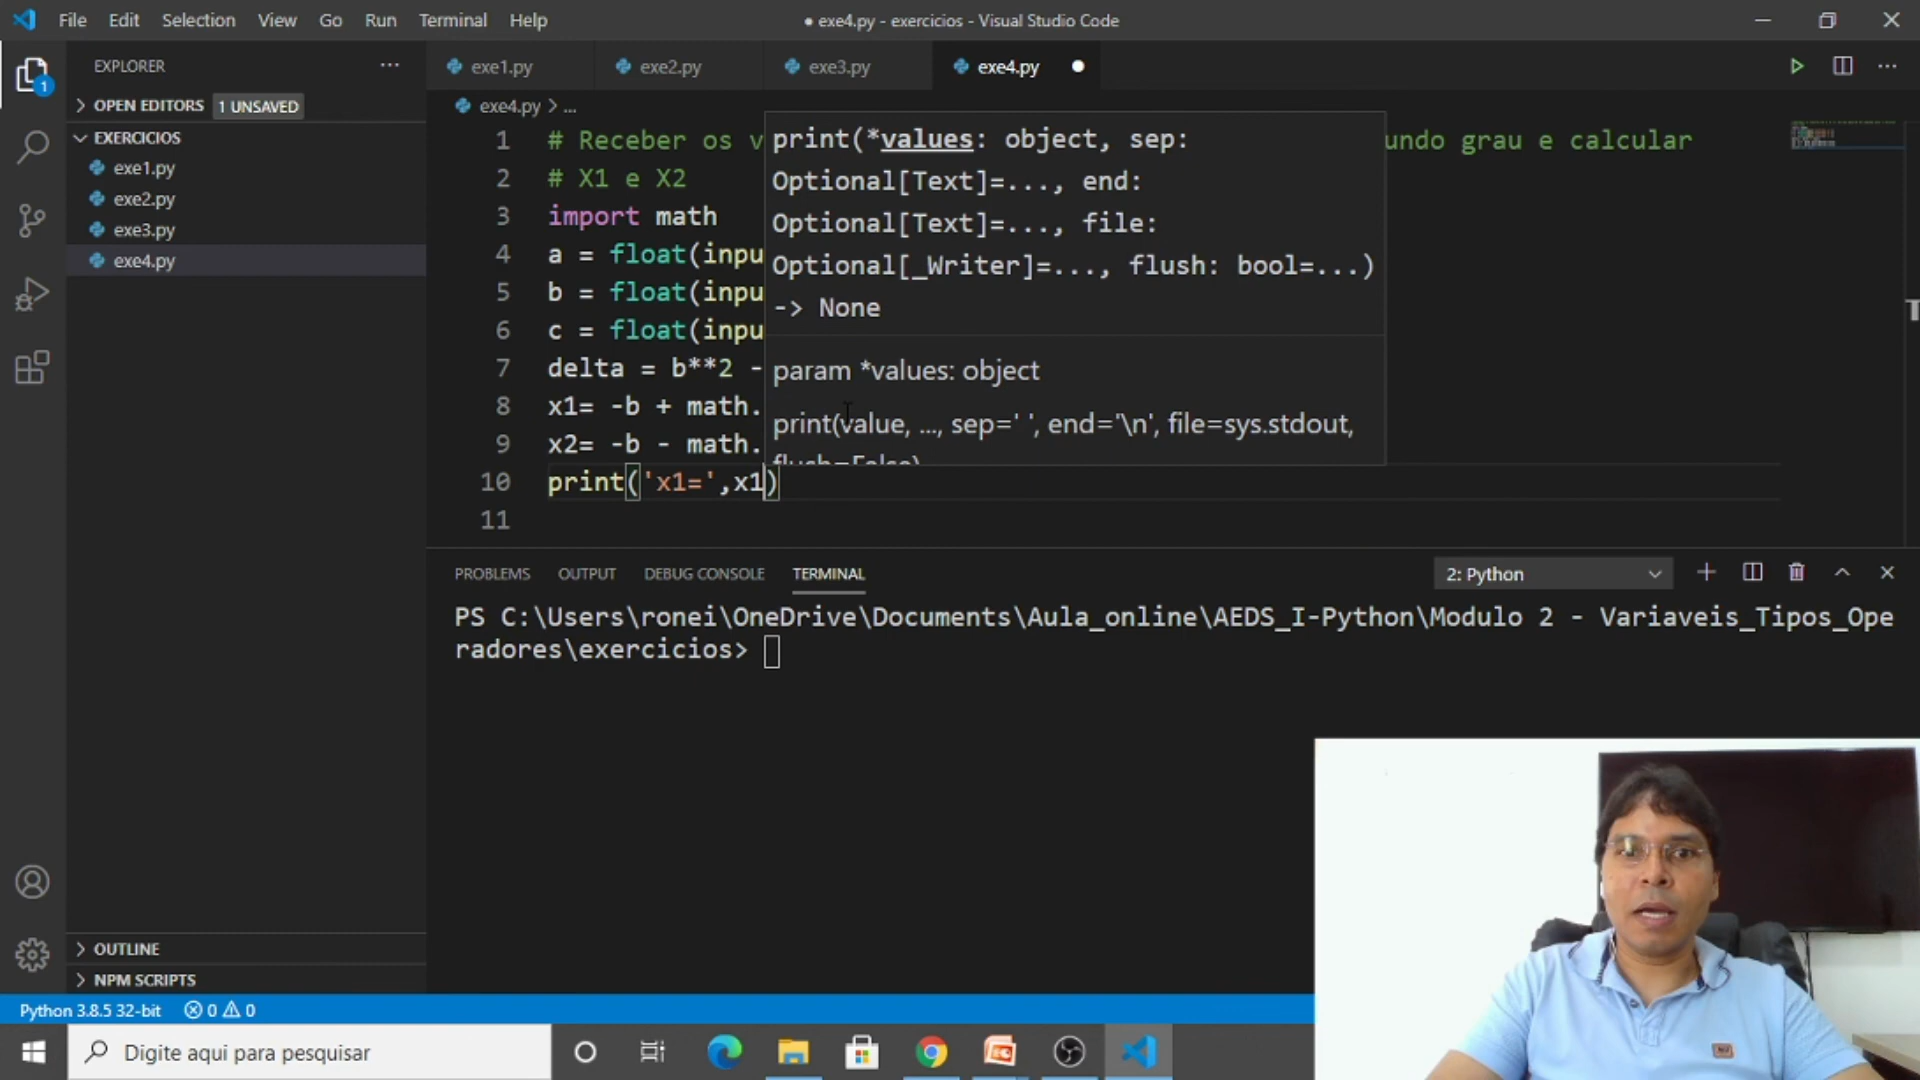 File Edit Selection View Go Run Terminal Help
● exe4.py - exercicios - Visual Studio Code
EXPLORER
OPEN EDITORS 1 UNSAVED
EXERCICIOS
exe1.py
exe2.py
exe3.py
exe4.py
OUTLINE
NPM SCRIPTS
1
exe1.py exe2.py exe3.py exe4.py
exe4.py > ...
1 # Receber os v undo grau e calcular
2 # X1 e X2
3 import math
4 a = float(inpu
5 b = float(inpu
6 c = float(inpu
7 delta = b**2 -
8 x1= -b + math.
9 x2= -b - math.
10 print('x1=',x1)
11
print(*values: object, sep:
Optional[Text]=..., end:
Optional[Text]=..., file:
Optional[_Writer]=..., flush: bool=...)
-> None
param *values: object
print(value, ..., sep=' ', end='\n', file=sys.stdout,
flush=False)
PROBLEMS OUTPUT DEBUG CONSOLE TERMINAL
2: Python
PS C:\Users\ronei\OneDrive\Documents\Aula_online\AEDS_I-Python\Modulo 2 - Variaveis_Tipos_Ope
radores\exercicios>
Python 3.8.5 32-bit 0 0
Digite aqui para pesquisar